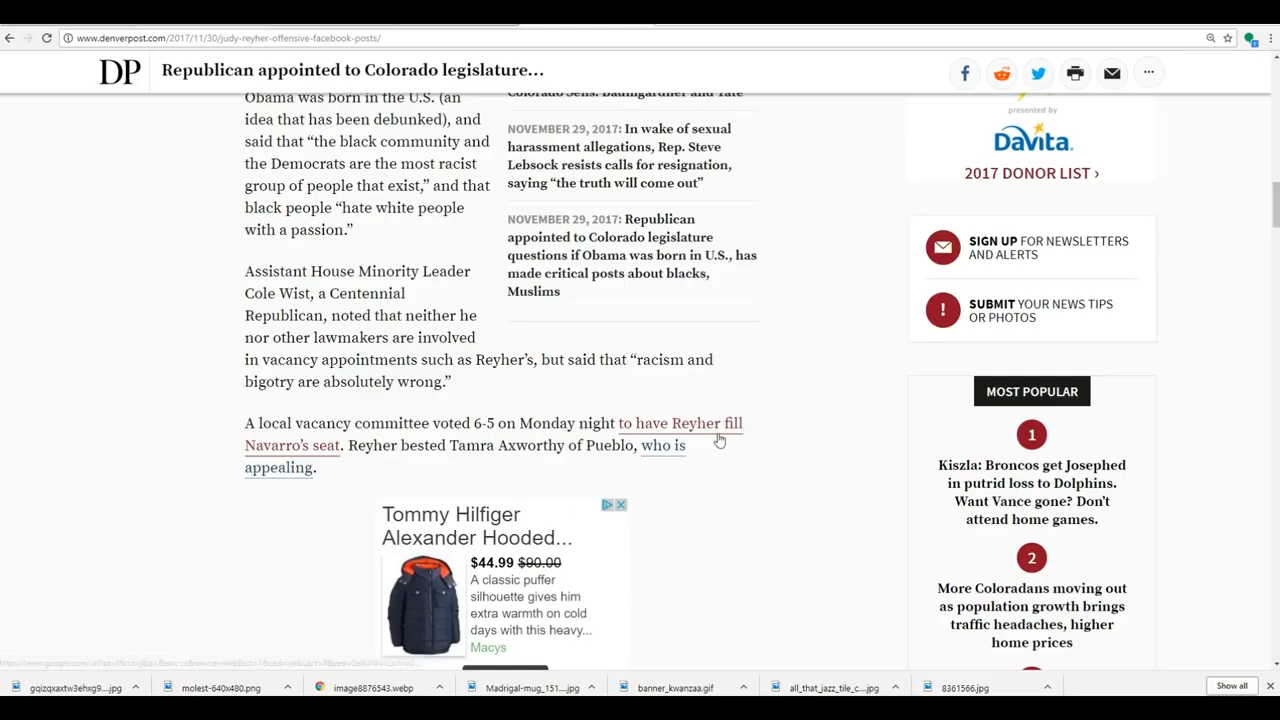 www.denverpost.com/2017/11/30/judy-reyher-offensive-facebook-posts/
DP
Republican appointed to Colorado legislature...
Obama was born in the U.S. (an
idea that has been debunked), and
said that “the black community and
the Democrats are the most racist
group of people that exist,” and that
black people “hate white people
with a passion.”
Assistant House Minority Leader
Cole Wist, a Centennial
Republican, noted that neither he
nor other lawmakers are involved
in vacancy appointments such as Reyher’s, but said that “racism and
bigotry are absolutely wrong.”
A local vacancy committee voted 6-5 on Monday night to have Reyher fill
Navarro’s seat. Reyher bested Tamra Axworthy of Pueblo, who is
appealing.
Colorado Sens. Baumgardner and Tate
NOVEMBER 29, 2017: In wake of sexual
harassment allegations, Rep. Steve
Lebsock resists calls for resignation,
saying “the truth will come out”
NOVEMBER 29, 2017: Republican
appointed to Colorado legislature
questions if Obama was born in U.S., has
made critical posts about blacks,
Muslims
Tommy Hilfiger
Alexander Hooded...
$44.99 $90.00
A classic puffer
silhouette gives him
extra warmth on cold
days with this heavy...
Macys
presented by
DaVita.
2017 DONOR LIST ›
SIGN UP FOR NEWSLETTERS
AND ALERTS
SUBMIT YOUR NEWS TIPS
OR PHOTOS
MOST POPULAR
1
Kiszla: Broncos get Josephed
in putrid loss to Dolphins.
Want Vance gone? Don’t
attend home games.
2
More Coloradans moving out
as population growth brings
traffic headaches, higher
home prices
gqizqxaxtw3ehxg9....jpg
molest-640x480.png
image8876543.webp
Madrigal-mug_151....jpg
banner_kwanzaa.gif
all_that_jazz_tile_c....jpg
8361566.jpg
Show all